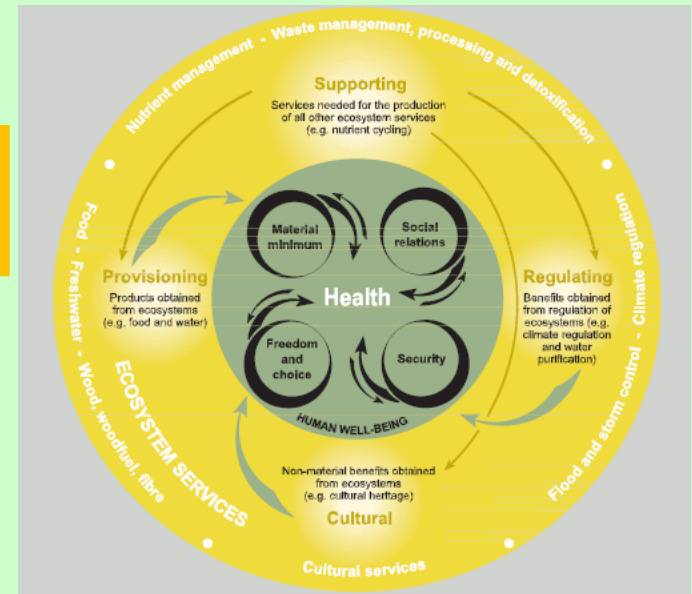 Nutrient management - Waste management, processing and detoxification
Supporting
Services needed for the production
of all other ecosystem services
(e.g. nutrient cycling)
Food - Freshwater - Wood, woodfuel, fibre
Climate regulation
Flood and storm control
Material
minimum
Social
relations
Provisioning
Products obtained
from ecosystems
(e.g. food and water)
Health
Regulating
Benefits obtained
from regulation of
ecosystems (e.g.
climate regulation
and water
purification)
Freedom
and
choice
Security
HUMAN WELL-BEING
ECOSYSTEM SERVICES
Non-material benefits obtained
from ecosystems
(e.g. cultural heritage)
Cultural
Cultural services